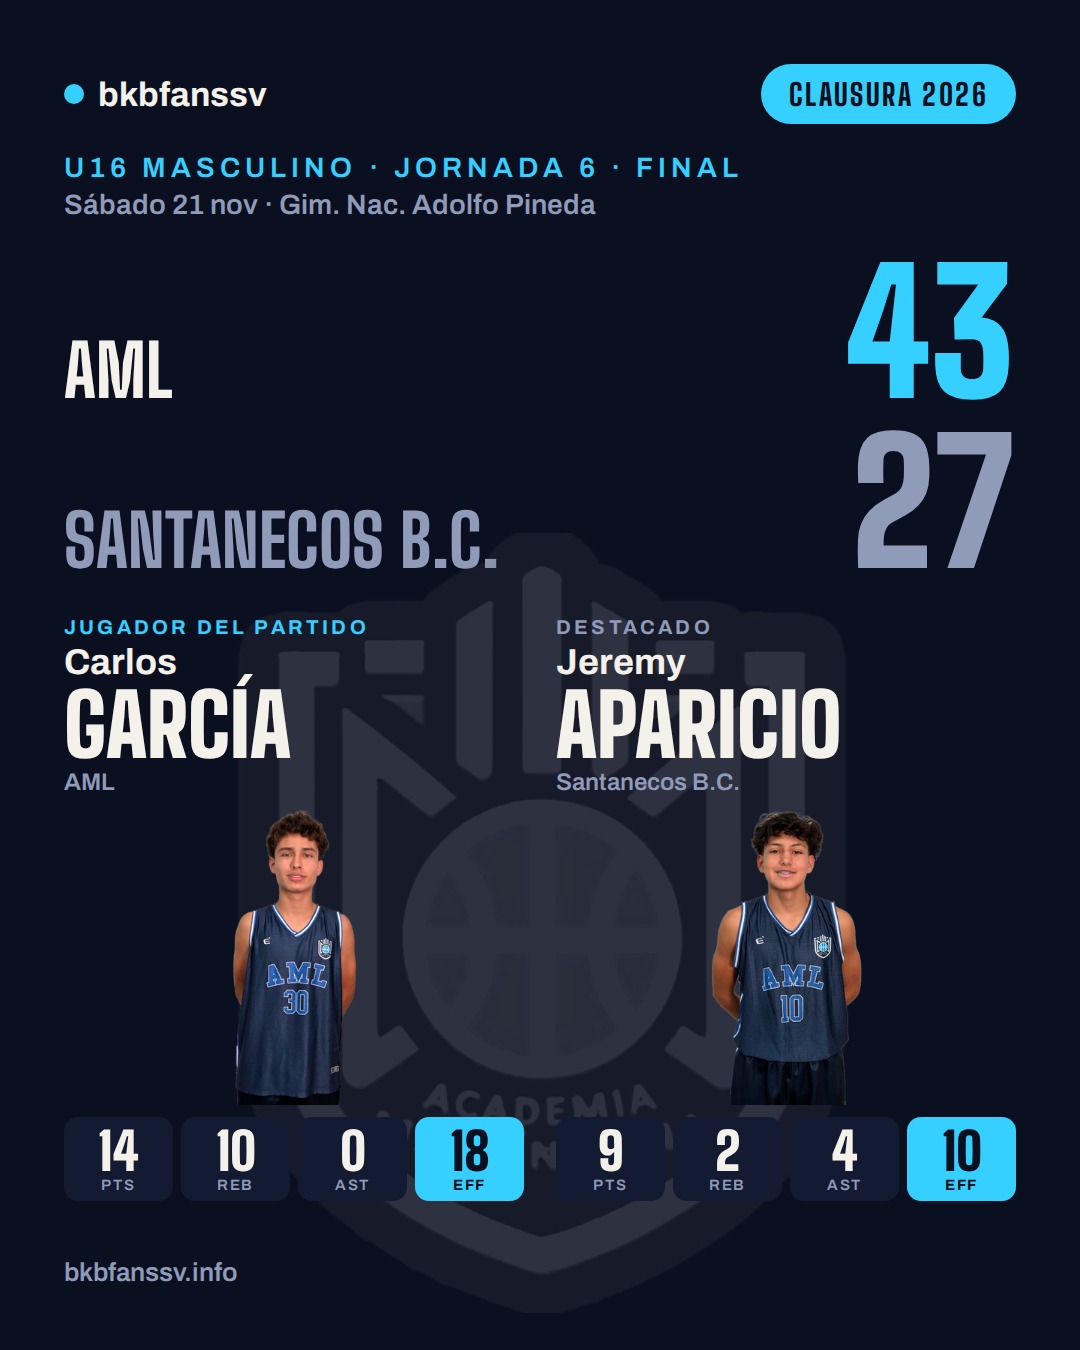 bkbfanssv
CLAUSURA 2026
U16 MASCULINO · JORNADA 6 · FINAL
Sábado 21 nov · Gim. Nac. Adolfo Pineda
AML 43
SANTANECOS B.C. 27
JUGADOR DEL PARTIDO
Carlos
GARCÍA
AML
DESTACADO
Jeremy
APARICIO
Santanecos B.C.
AML
30
AML
10
ACADEMIA
14 10 0 18
PTS REB AST EFF
9 2 4 10
PTS REB AST EFF
bkbfanssv.info